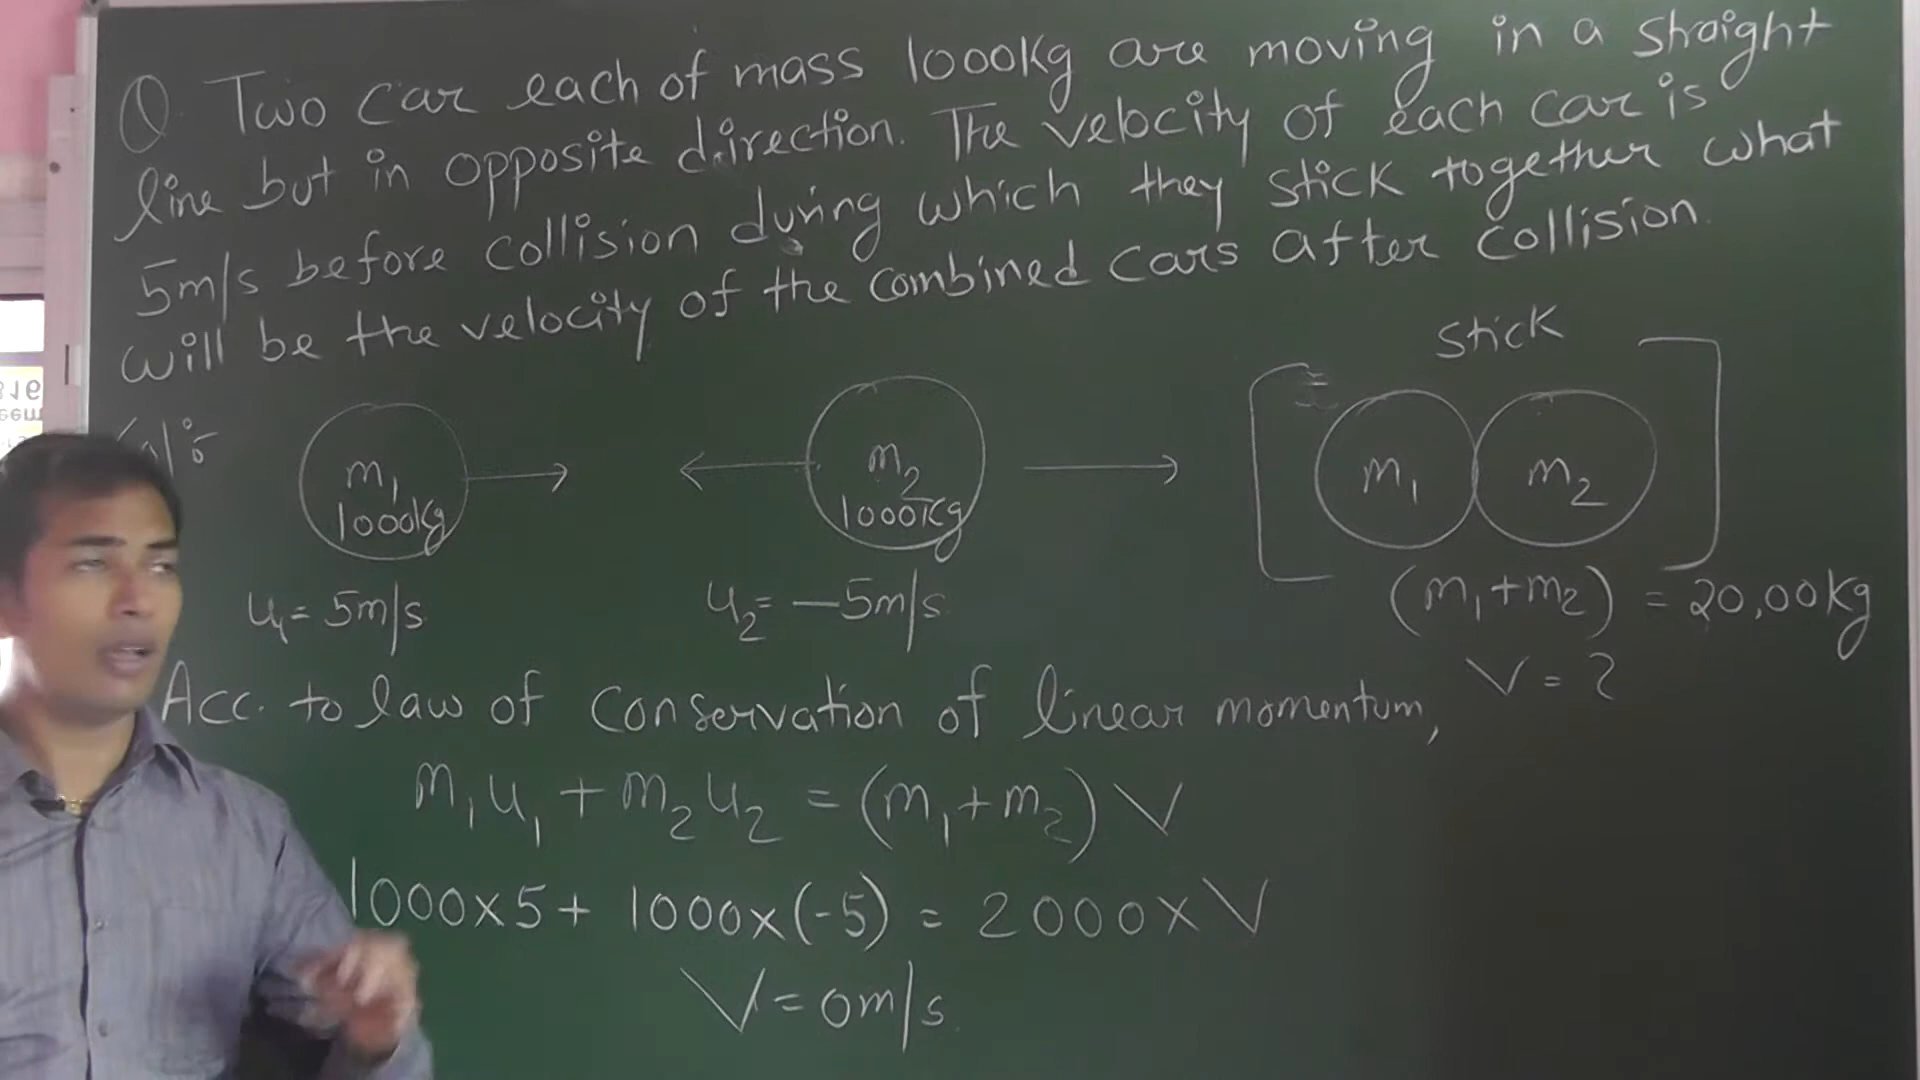 Q. Two car each of mass 1000Kg are moving in a straight
line but in opposite direction. The velocity of each car is
5m/s before collision during which they stick together what
will be the velocity of the combined cars after collision.
Stick
m₁
1000kg
m₂
1000Kg
m₁
m₂
u₁ = 5m/s
u₂ = -5m/s
(m₁+m₂) = 20,00kg
V = ?
Acc. to law of conservation of linear momentum,
m₁u₁ + m₂u₂ = (m₁+m₂) V
1000x5+ 1000x(-5) = 2000x V
V = 0m/s.